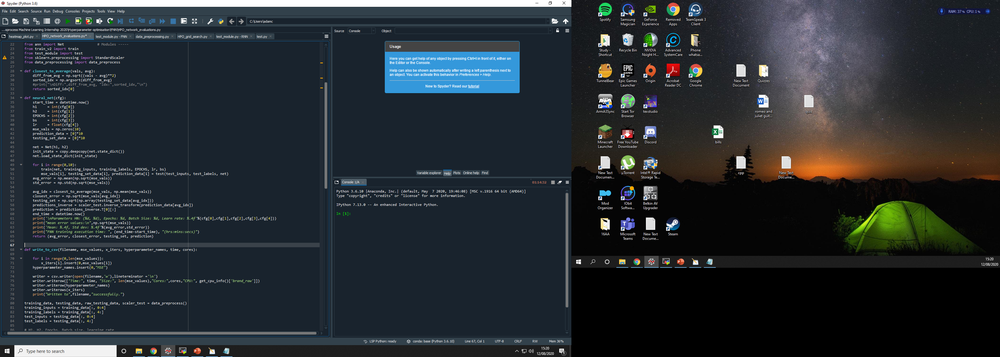 Spyder (Python 3.6)
File Edit Search Source Run Debug Consoles Projects Tools View Help
C:\Users\adamc
...oprocess Machine Learning Internship 2020\Hyperparameter optimisation\FNN\HPO_network_evaluations.py
heatmap_plot.py HPO_network_evaluations.py* test_module.py - FNN data_preprocessing.py HPO_grid_search.py test_module.py - RNN test.py
22 from ann import Net # Modules -----
23 from train_v2 import train
24 from test_module import test
25 from sklearn.preprocessing import StandardScaler
26 from data_preprocessing import data_preprocess
27
28 def closest_to_average(vals, avg):
29 diff_from_avg = np.sqrt((vals - avg)**2)
30 sorted_idx = np.argsort(diff_from_avg)
31 #print("\nDiff:",diff_from_avg, "Idx:",sorted_idx,"\n")
32 return sorted_idx[0]
33
34 def neural_net(cfg):
35 start_time = datetime.now()
36 h1 = int(cfg[0])
37 h2 = int(cfg[1])
38 EPOCHS = int(cfg[2])
39 bs = int(cfg[3])
40 lr = float(cfg[4])
41 mse_vals = np.zeros(10)
42 prediction_data = [0]*10
43 testing_set_data = [0]*10
44
45 net = Net(h1, h2)
46 init_state = copy.deepcopy(net.state_dict())
47 net.load_state_dict(init_state)
48
49 for i in range(0,10):
50 train(net, training_inputs, training_labels, EPOCHS, lr, bs)
51 mse_vals[i], testing_set_data[i], prediction_data[i] = test(test_inputs, test_labels, net)
52 avg_error = np.mean(np.sqrt(mse_vals))
53 std_error = np.std(np.sqrt(mse_vals))
54
55 avg_idx = closest_to_average(mse_vals, np.mean(mse_vals))
56 closest_error = np.sqrt(mse_vals[avg_idx])
57 testing_set = np.sqrt(np.array(testing_set_data[avg_idx]))
58 predictions_inverse = scaler_test.inverse_transform(prediction_data[avg_idx])
59 prediction = predictions_inverse.T[0][:]
60 end_time = datetime.now()
61 print('\nParameters HN: (%d, %d), Epochs: %d, Batch Size: %d, Learn rate: %.4f'%(cfg[0],cfg[1],cfg[2],cfg[3],cfg[4]))
62 print("mean error values:\n",np.sqrt(mse_vals))
63 print('Mean: %.4f, Std dev: %.4f'%(avg_error,std_error))
64 print("FNN training execution time: ", (end_time-start_time), "(hrs:mins:secs)")
65 return (avg_error, closest_error, testing_set, prediction)
66
67
68 def write_to_csv(filename, mse_values, x_iters, hyperparameter_names, time, cores):
69
70 for i in range(0,len(mse_values)):
71 x_iters[i].insert(0,mse_values[i])
72 hyperparameter_names.insert(0,"MSE")
73
74 writer = csv.writer(open(filename,'w'),lineterminator ='\n')
75 writer.writerow(["Time:", time, "Size:", len(mse_values),"Cores:",cores,"CPU:", get_cpu_info()['brand_raw']])
76 writer.writerow(hyperparameter_names)
77 writer.writerows(x_iters)
78 print("Written to",filename,"successfully.")
79
80 training_data, testing_data, raw_testing_data, scaler_test = data_preprocess()
81 training_inputs = training_data[:, 0:4]
82 training_labels = training_data[:, 4:]
83 test_inputs = testing_data[:, 0:4]
84 test_labels = testing_data[:, 4:]
85
86 # H1, H2, Epochs, Batch size, learning rate
Source Console Object
Usage
Here you can get help of any object by pressing Ctrl+I in front of it, either on
the Editor or the Console.
Help can also be shown automatically after writing a left parenthesis next to
an object. You can activate this behavior in Preferences > Help.
New to Spyder? Read our tutorial
Variable explorer Help Plots Online help Find
Console 1/A 01:14:32
Python 3.6.10 |Anaconda, Inc.| (default, May 7 2020, 19:46:08) [MSC v.1916 64 bit (AMD64)]
Type "copyright", "credits" or "license" for more information.
IPython 7.13.0 -- An enhanced Interactive Python.
In [1]:
LSP Python: ready conda: base (Python 3.6.10) Line 67, Col 1 UTF-8 CRLF RW Mem 36%
Type here to search
15:20
12/08/2020
1
RAM: 37% CPU: 1%
Spotify
Samsung
Magician
GeForce
Experience
Removed
Apps
TeamSpeak 3
Client
Study -
Shortcut
Recycle Bin
NVIDIA
Nsight H...
Advanced
SystemCare
Phone
whatsa...
TunnelBear
EPIC
GAMES
Epic Games
Launcher
Origin
Acrobat
Reader DC
Google
Chrome
New Text
Document
Quizzes
ArmA3Sync
Start Tor
Browser
texstudio
romeo and
juliet guit...
quiz
Minecraft
Launcher
Free YouTube
Downloader
Discord
bills
New Text
Documen...
µTorrent
Intel® Rapid
Storage Te...
cpp
New Text
Docume...
Mod
Organizer
IObit
Softwa...
Belkin AV
Upgrader
16AA
Microsoft
Teams
New Text
Docume...
Steam
15:20
12/08/2020